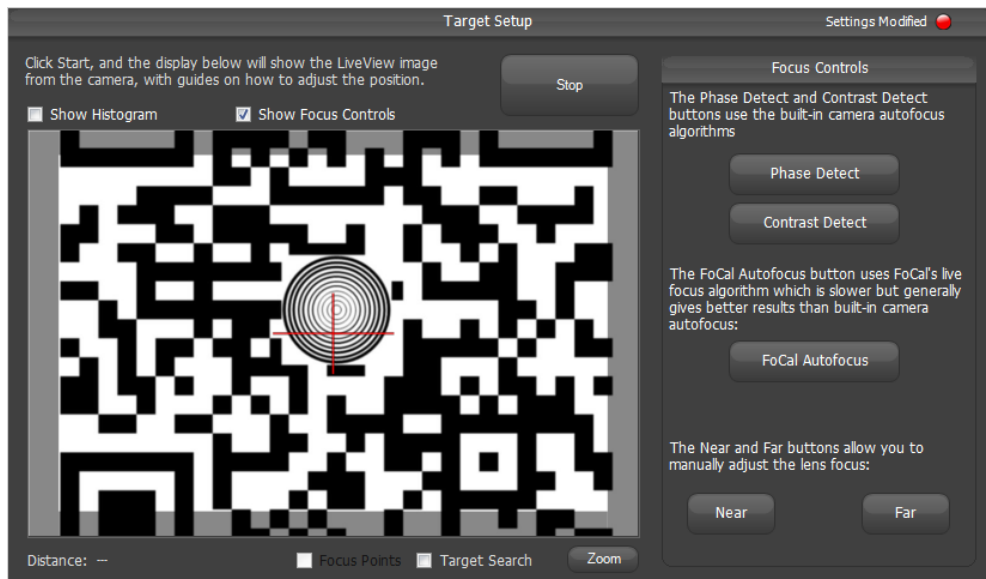 Target Setup
Settings Modified
Click Start, and the display below will show the LiveView image
from the camera, with guides on how to adjust the position.
Stop
Show Histogram
Show Focus Controls
Focus Controls
The Phase Detect and Contrast Detect
buttons use the built-in camera autofocus
algorithms
Phase Detect
Contrast Detect
The FoCal Autofocus button uses FoCal's live
focus algorithm which is slower but generally
gives better results than built-in camera
autofocus:
FoCal Autofocus
The Near and Far buttons allow you to
manually adjust the lens focus:
Near
Far
Distance: ---
Focus Points
Target Search
Zoom